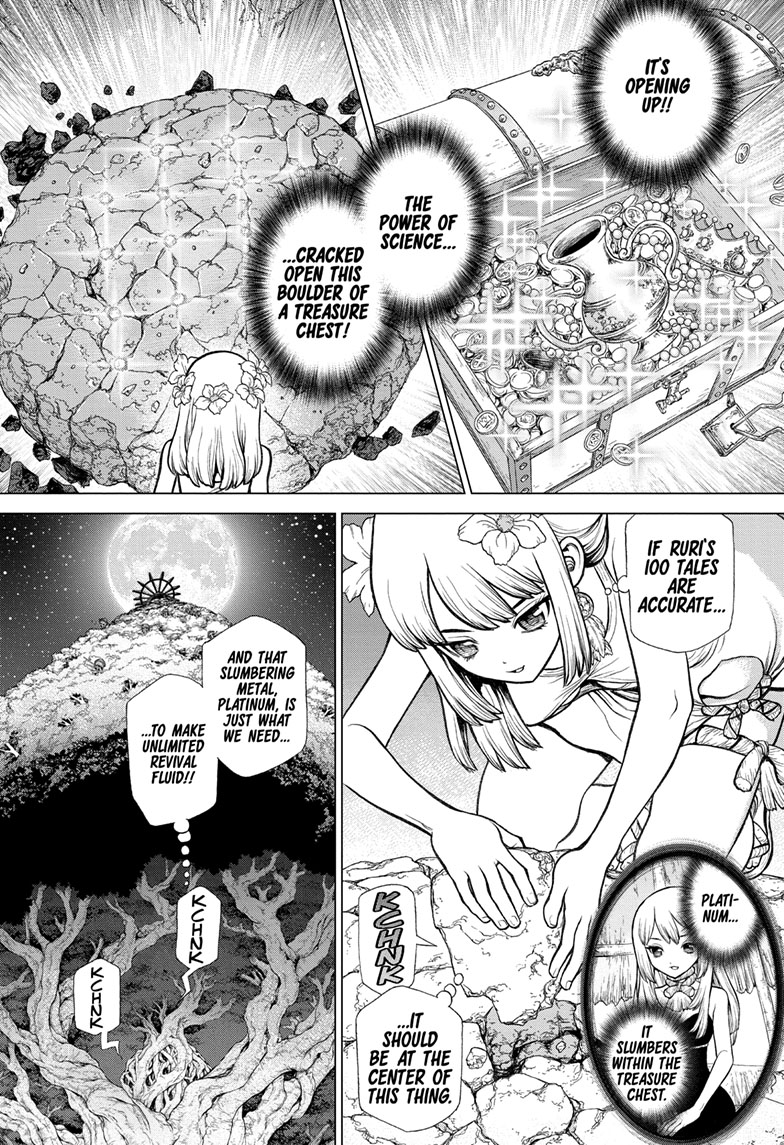 IT'S
OPENING
UP!!
THE
POWER OF
SCIENCE...
...CRACKED
OPEN THIS
BOULDER OF
A TREASURE
CHEST!
IF RURI'S
100 TALES
ARE
ACCURATE...
PLATI-
NUM...
IT
SLUMBERS
WITHIN THE
TREASURE
CHEST.
KCHNK
...IT
SHOULD
BE AT THE
CENTER OF
THIS THING.
AND THAT
SLUMBERING
METAL,
PLATINUM, IS
JUST WHAT
WE NEED...
...TO MAKE
UNLIMITED
REVIVAL
FLUID!!
KCHNK
KCHNK